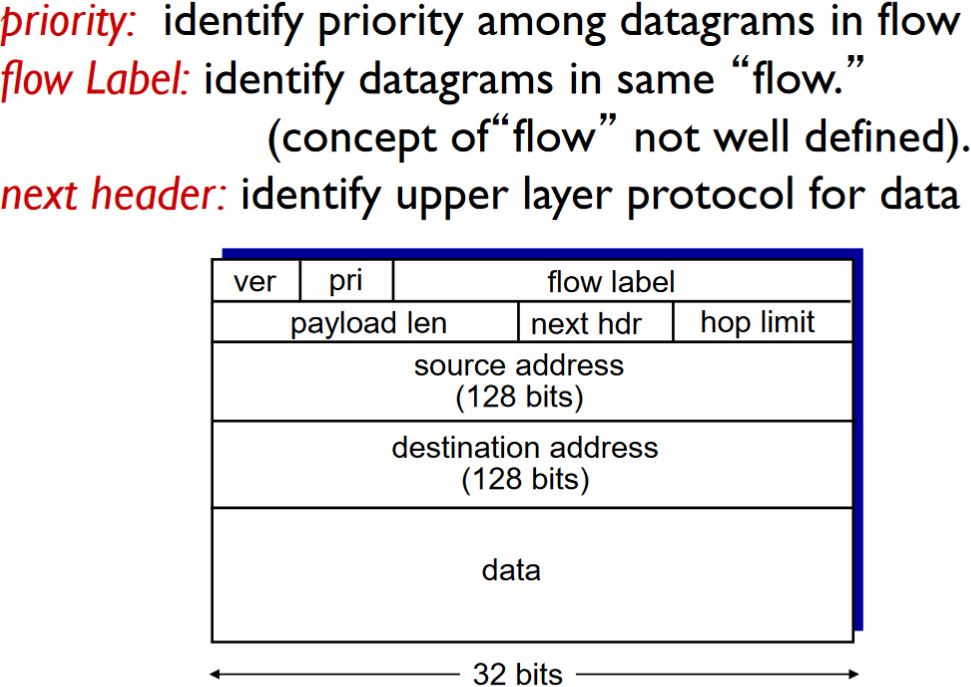 priority: identify priority among datagrams in flow
flow Label: identify datagrams in same “flow.”
(concept of“flow” not well defined).
next header: identify upper layer protocol for data
ver pri flow label
payload len next hdr hop limit
source address
(128 bits)
destination address
(128 bits)
data
32 bits